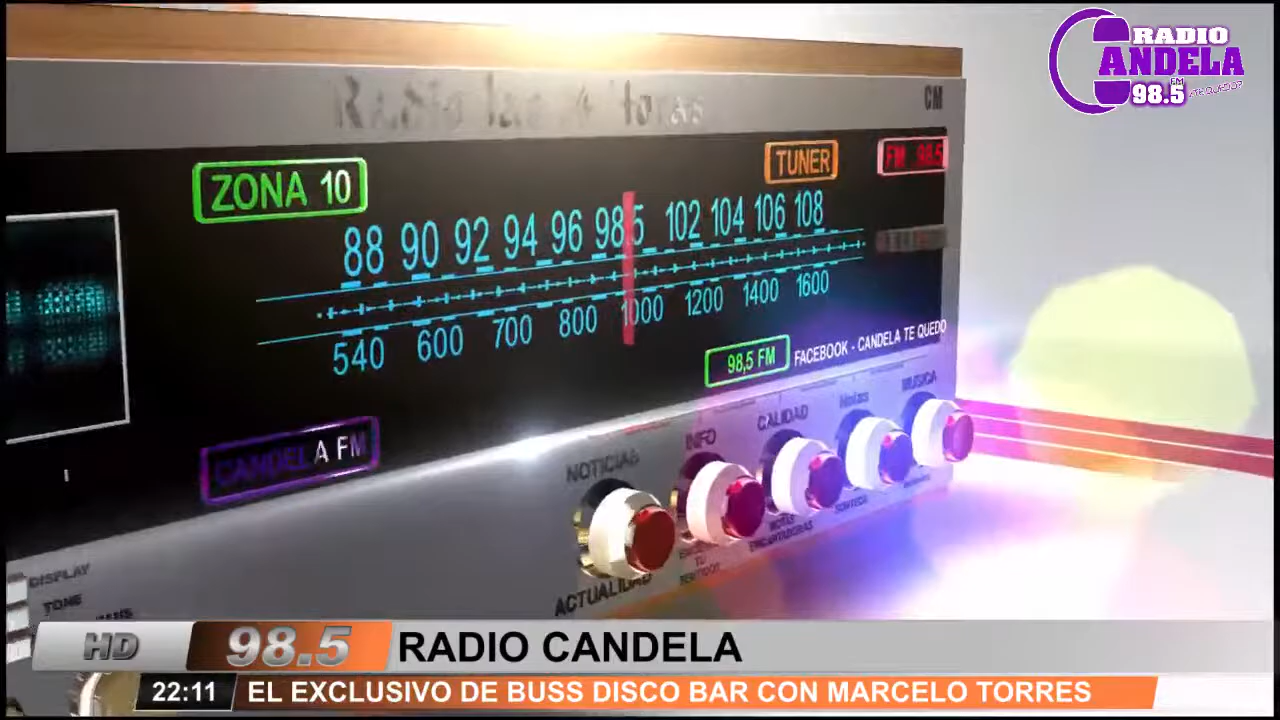 RADIO
CANDELA
FM
98.5
CM
ZONA 10
TUNER
FM 98.5
88 90 92 94 96 98.5 102 104 106 108
540 600 700 800 1000 1200 1400 1600
98,5 FM FACEBOOK - CANDELA TE QUEDO
CANDELA FM
NOTICIAS INFO CALIDAD Notas MUSICA
ACTUALIDAD
NOTAS
DISPLAY
TONE
HD 98.5 RADIO CANDELA
22:11 EL EXCLUSIVO DE BUSS DISCO BAR CON MARCELO TORRES